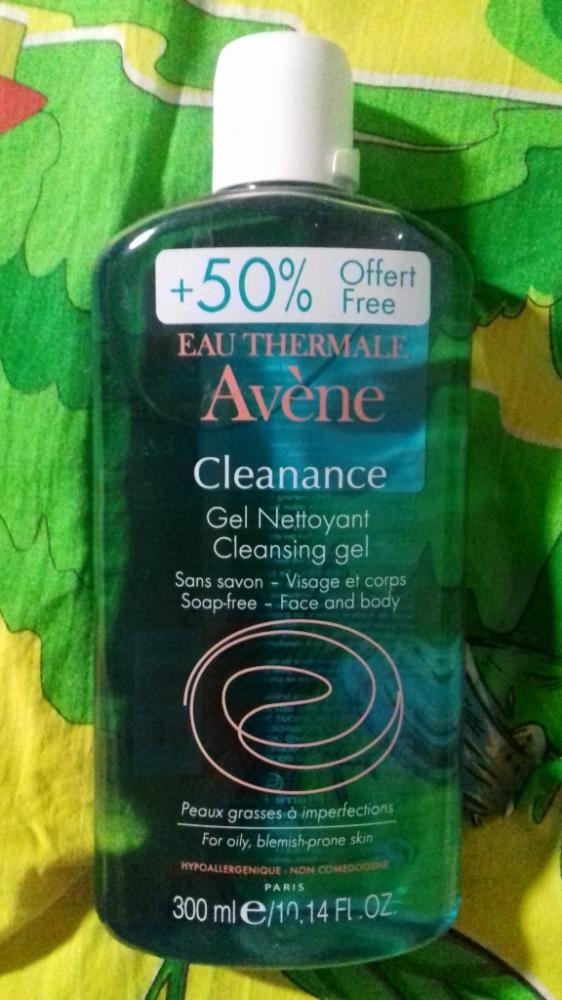 +50% Offert
Free
EAU THERMALE
Avène
Cleanance
Gel Nettoyant
Cleansing gel
Sans savon – Visage et corps
Soap-free – Face and body
Peaux grasses à imperfections
For oily, blemish-prone skin
HYPOALLERGENIQUE - NON COMEDOGENE
PARIS
300 ml e/10.14 FL.OZ.